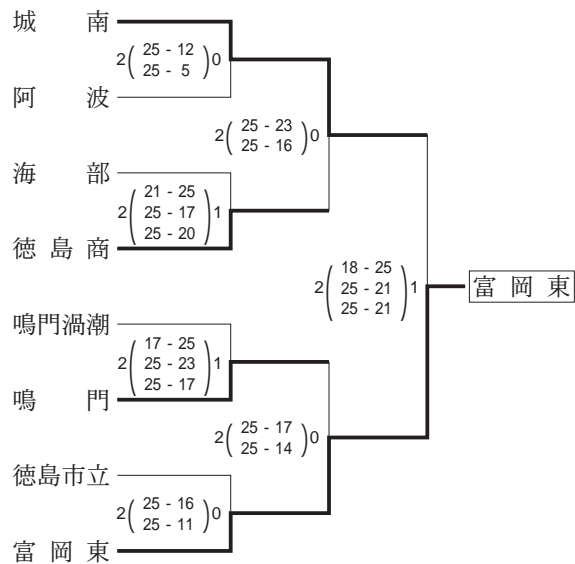 城南
2(25 - 12
25 - 5)0
阿波
2(25 - 23
25 - 16)0
海部
2(21 - 25
25 - 17
25 - 20)1
徳島商
2(18 - 25
25 - 21
25 - 21)1
富岡東
鳴門渦潮
2(17 - 25
25 - 23
25 - 17)1
鳴門
2(25 - 17
25 - 14)0
徳島市立
2(25 - 16
25 - 11)0
富岡東